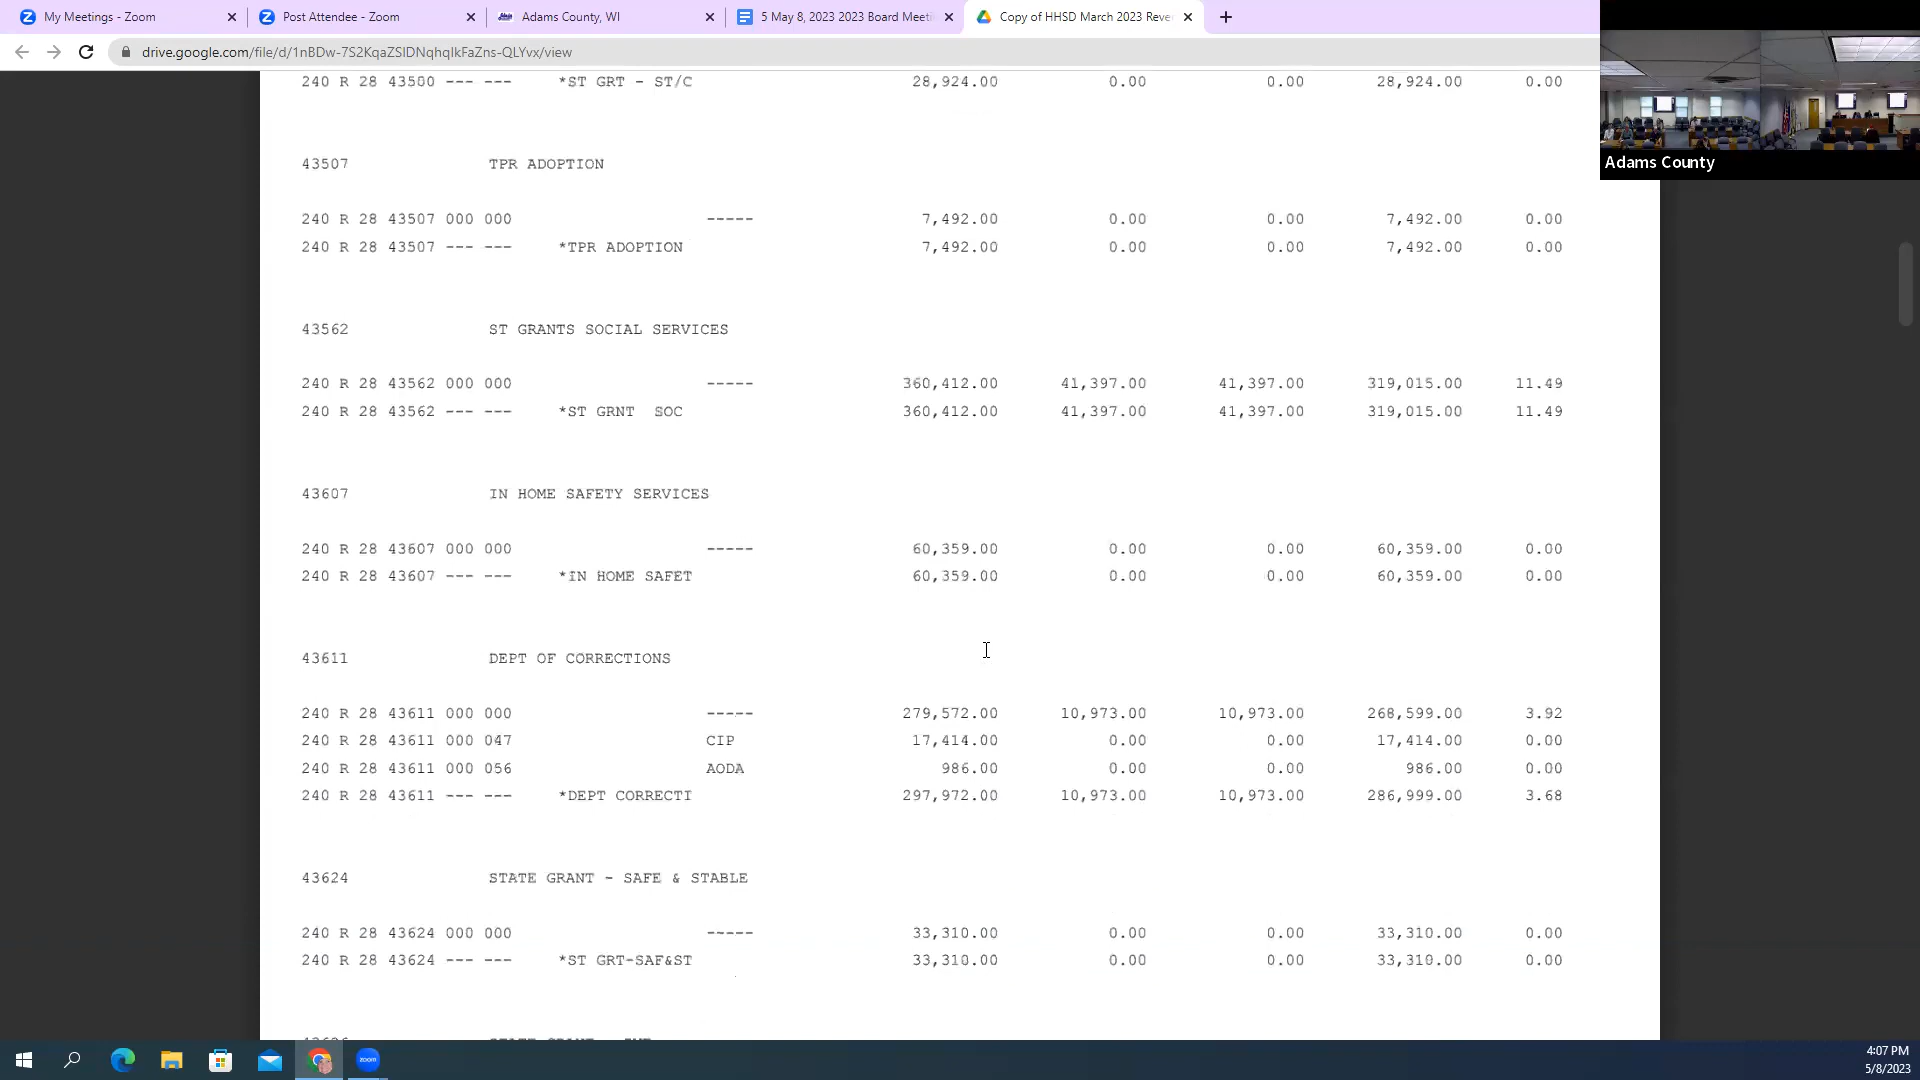 My Meetings - Zoom
Post Attendee - Zoom
Adams County, WI
5 May 8, 2023 2023 Board Meeti
Copy of HHSD March 2023 Reve
drive.google.com/file/d/1nBDw-7S2KqaZSIDNqhqIkFaZns-QLYvx/view
Adams County
240 R 28 43500 --- --- *ST GRT - ST/C 28,924.00 0.00 0.00 28,924.00 0.00
43507 TPR ADOPTION
240 R 28 43507 000 000 ----- 7,492.00 0.00 0.00 7,492.00 0.00
240 R 28 43507 --- --- *TPR ADOPTION 7,492.00 0.00 0.00 7,492.00 0.00
43562 ST GRANTS SOCIAL SERVICES
240 R 28 43562 000 000 ----- 360,412.00 41,397.00 41,397.00 319,015.00 11.49
240 R 28 43562 --- --- *ST GRNT SOC 360,412.00 41,397.00 41,397.00 319,015.00 11.49
43607 IN HOME SAFETY SERVICES
240 R 28 43607 000 000 ----- 60,359.00 0.00 0.00 60,359.00 0.00
240 R 28 43607 --- --- *IN HOME SAFET 60,359.00 0.00 0.00 60,359.00 0.00
43611 DEPT OF CORRECTIONS
240 R 28 43611 000 000 ----- 279,572.00 10,973.00 10,973.00 268,599.00 3.92
240 R 28 43611 000 047 CIP 17,414.00 0.00 0.00 17,414.00 0.00
240 R 28 43611 000 056 AODA 986.00 0.00 0.00 986.00 0.00
240 R 28 43611 --- --- *DEPT CORRECTI 297,972.00 10,973.00 10,973.00 286,999.00 3.68
43624 STATE GRANT - SAFE & STABLE
240 R 28 43624 000 000 ----- 33,310.00 0.00 0.00 33,310.00 0.00
240 R 28 43624 --- --- *ST GRT-SAF&ST 33,310.00 0.00 0.00 33,310.00 0.00
zoom
4:07 PM
5/8/2023